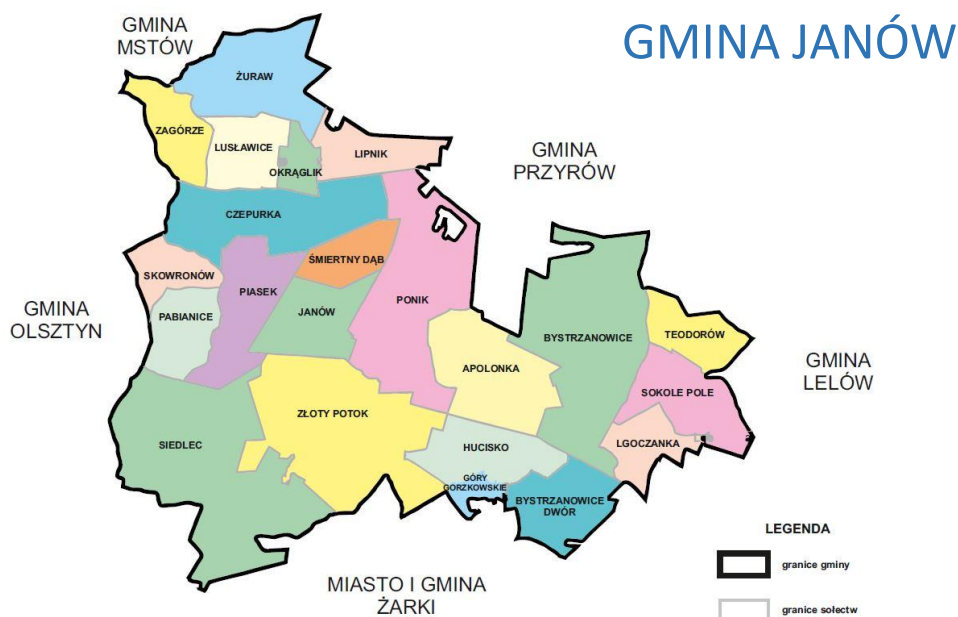 GMINA JANÓW
GMINA
MSTÓW
ŻURAW
ZAGÓRZE
LUSŁAWICE
OKRĄGLIK
LIPNIK
GMINA
PRZYRÓW
CZEPURKA
ŚMIERTNY DĄB
SKOWRONÓW
PIASEK
PABIANICE
JANÓW
PONIK
GMINA
OLSZTYN
BYSTRZANOWICE
TEODORÓW
APOLONKA
GMINA
LELÓW
SOKOLE POLE
ZŁOTY POTOK
SIEDLEC
HUCISKO
LGOCZANKA
GÓRY
GORZKOWSKIE
BYSTRZANOWICE
DWÓR
MIASTO I GMINA
ŻARKI
LEGENDA
granice gminy
granice sołectw